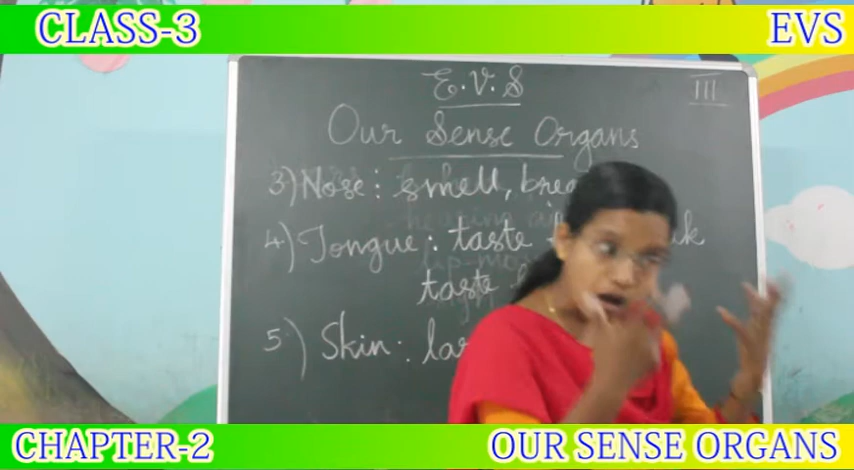 CLASS-3
EVS
E.V.S
III
Our Sense Organs
3) Nose: smell,
4) Tongue: taste
taste
5) Skin:
CHAPTER-2
OUR SENSE ORGANS